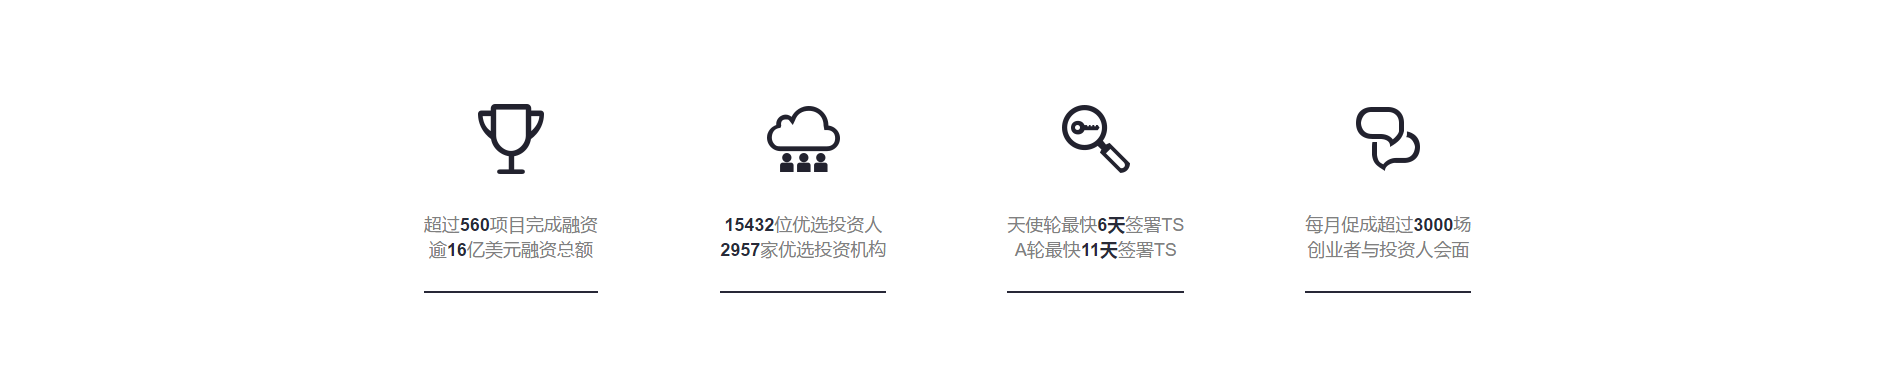 超过560项目完成融资
逾16亿美元融资总额
15432位优选投资人
2957家优选投资机构
天使轮最快6天签署TS
A轮最快11天签署TS
每月促成超过3000场
创业者与投资人会面